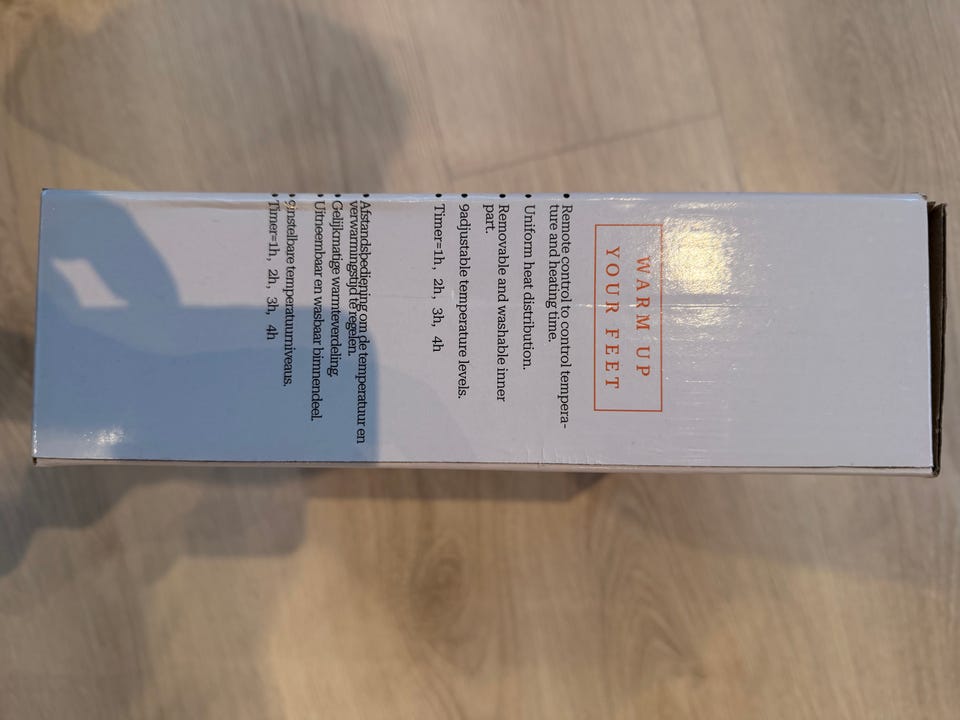 WARM UP
YOUR FEET
• Remote control to control tempera-
ture and heating time.
• Uniform heat distribution.
• Removable and washable inner
part.
• 9adjustable temperature levels.
• Timer=1h, 2h, 3h, 4h
• Afstandsbediening om de temperatuur en
verwarmingstijd te regelen.
• Gelijkmatige warmteverdeling.
• Uitneembaar en wasbaar binnendeel.
• 9instelbare temperatuurniveaus.
• Timer=1h, 2h, 3h, 4h